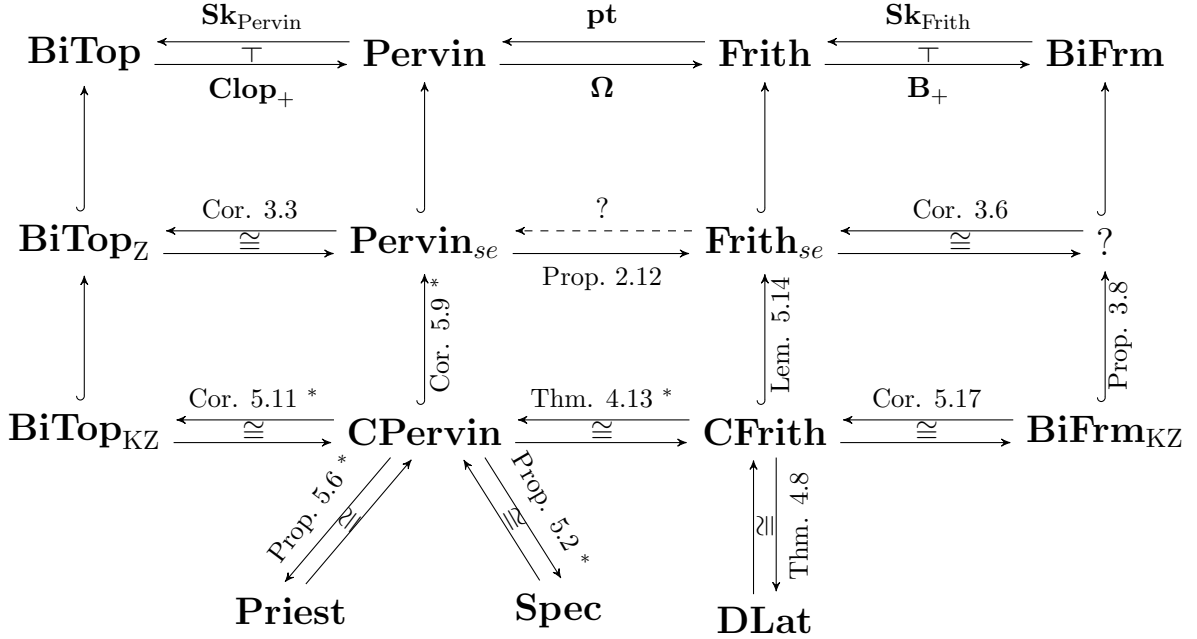 Sk_Pervin pt Sk_Frith
BiTop ⊤ Pervin Frith ⊤ BiFrm
Clop_+ Ω B_+
Cor. 3.3 ? Cor. 3.6
BiTop_Z ≅ Pervin_se Frith_se ≅ ?
Prop. 2.12
Cor. 5.9 * Lem. 5.14 Prop. 3.8
Cor. 5.11 * Thm. 4.13 * Cor. 5.17
BiTop_KZ ≅ CPervin ≅ CFrith ≅ BiFrm_KZ
Prop. 5.6 * ≅ Prop. 5.2 * ≅ ≅ Thm. 4.8
Priest Spec DLat